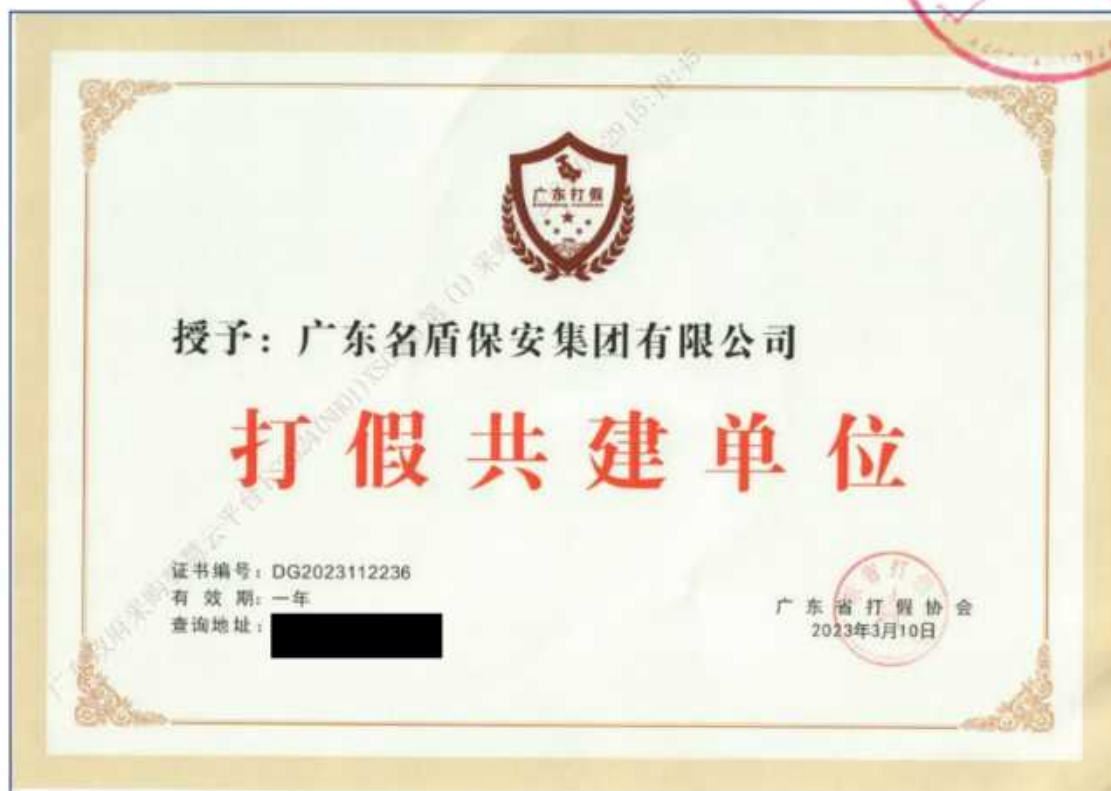 广东打假
授予：广东名盾保安集团有限公司
打假共建单位
证书编号：DG2023112236
有 效 期：一年
查询地址：
广东省打假协会
2023年3月10日